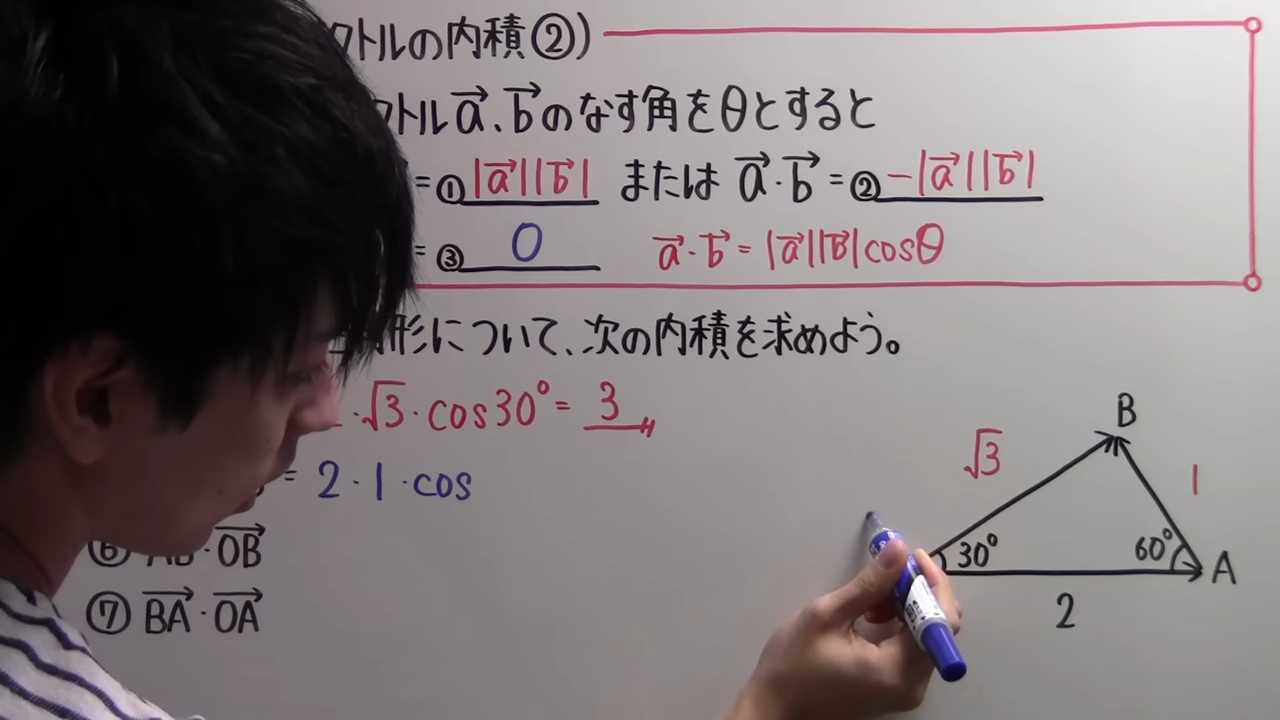 クトルの内積②)
クトル a→、b→のなす角をθとすると
=①|a→||b→| または a→・b→=②-|a→||b→|
=③ 0 a→・b→=|a→||b→|cosθ
形について、次の内積を求めよう。
・√3・cos30°= 3
= 2・1・cos
⑥ AB→・OB→
⑦ BA→・OA→
B
√3
1
30°
60°
A
2